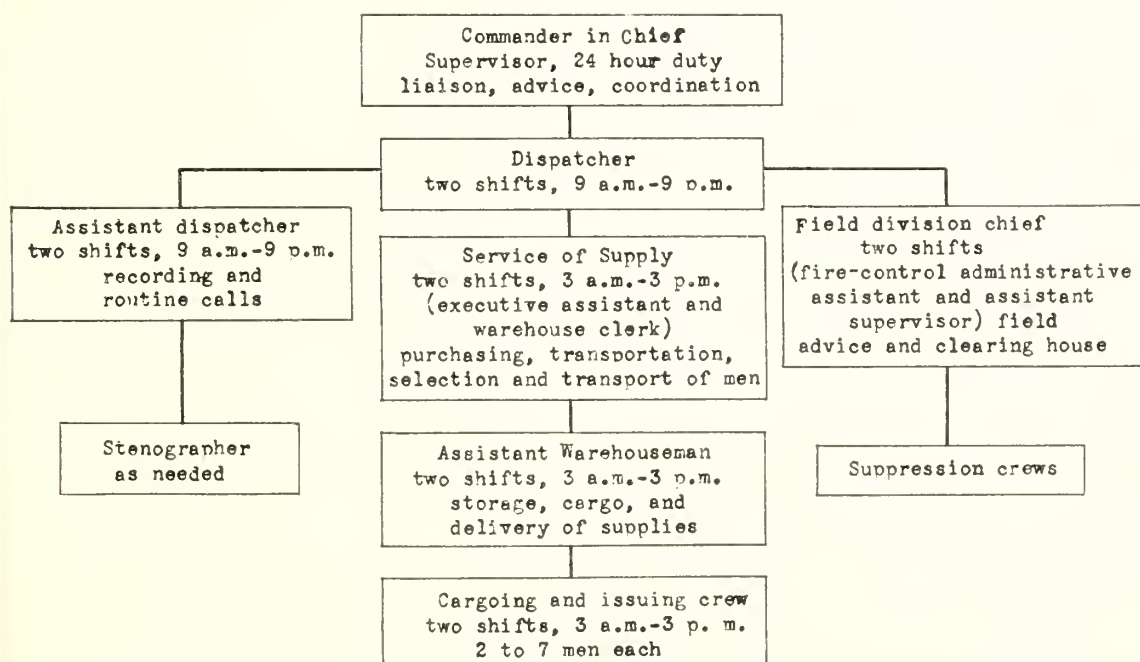 Commander in Chief
Supervisor, 24 hour duty
liaison, advice, coordination
Dispatcher
two shifts, 9 a.m.-9 p.m.
Assistant dispatcher
two shifts, 9 a.m.-9 p.m.
recording and
routine calls
Stenographer
as needed
Service of Supply
two shifts, 3 a.m.-3 p.m.
(executive assistant and
warehouse clerk)
purchasing, transportation,
selection and transport of men
Assistant Warehouseman
two shifts, 3 a.m.-3 p.m.
storage, cargo, and
delivery of supplies
Cargoing and issuing crew
two shifts, 3 a.m.-3 p. m.
2 to 7 men each
Field division chief
two shifts
(fire-control administrative
assistant and assistant
supervisor) field
advice and clearing house
Suppression crews